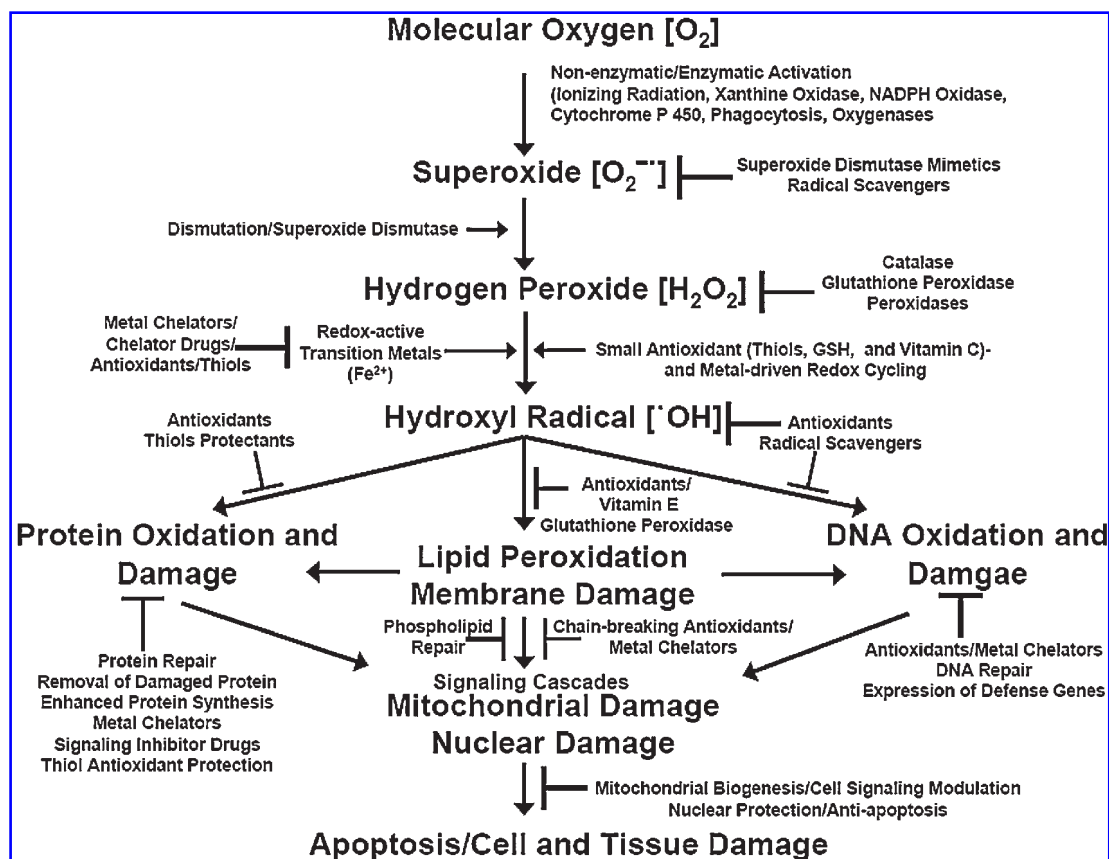 Molecular Oxygen [O₂]
Non-enzymatic/Enzymatic Activation
(Ionizing Radiation, Xanthine Oxidase, NADPH Oxidase,
Cytochrome P 450, Phagocytosis, Oxygenases
Superoxide [O₂⁻˙]
Superoxide Dismutase Mimetics
Radical Scavengers
Dismutation/Superoxide Dismutase
Hydrogen Peroxide [H₂O₂]
Catalase
Glutathione Peroxidase
Peroxidases
Metal Chelators/
Chelator Drugs/
Antioxidants/Thiols
Redox-active
Transition Metals
(Fe²⁺)
Small Antioxidant (Thiols, GSH, and Vitamin C)-
and Metal-driven Redox Cycling
Hydroxyl Radical [˙OH]
Antioxidants
Thiols Protectants
Antioxidants
Radical Scavengers
Antioxidants/
Vitamin E
Glutathione Peroxidase
Protein Oxidation and
Damage
Lipid Peroxidation
Membrane Damage
DNA Oxidation and
Damgae
Phospholipid
Repair
Chain-breaking Antioxidants/
Metal Chelators
Protein Repair
Removal of Damaged Protein
Enhanced Protein Synthesis
Metal Chelators
Signaling Inhibitor Drugs
Thiol Antioxidant Protection
Antioxidants/Metal Chelators
DNA Repair
Expression of Defense Genes
Signaling Cascades
Mitochondrial Damage
Nuclear Damage
Mitochondrial Biogenesis/Cell Signaling Modulation
Nuclear Protection/Anti-apoptosis
Apoptosis/Cell and Tissue Damage